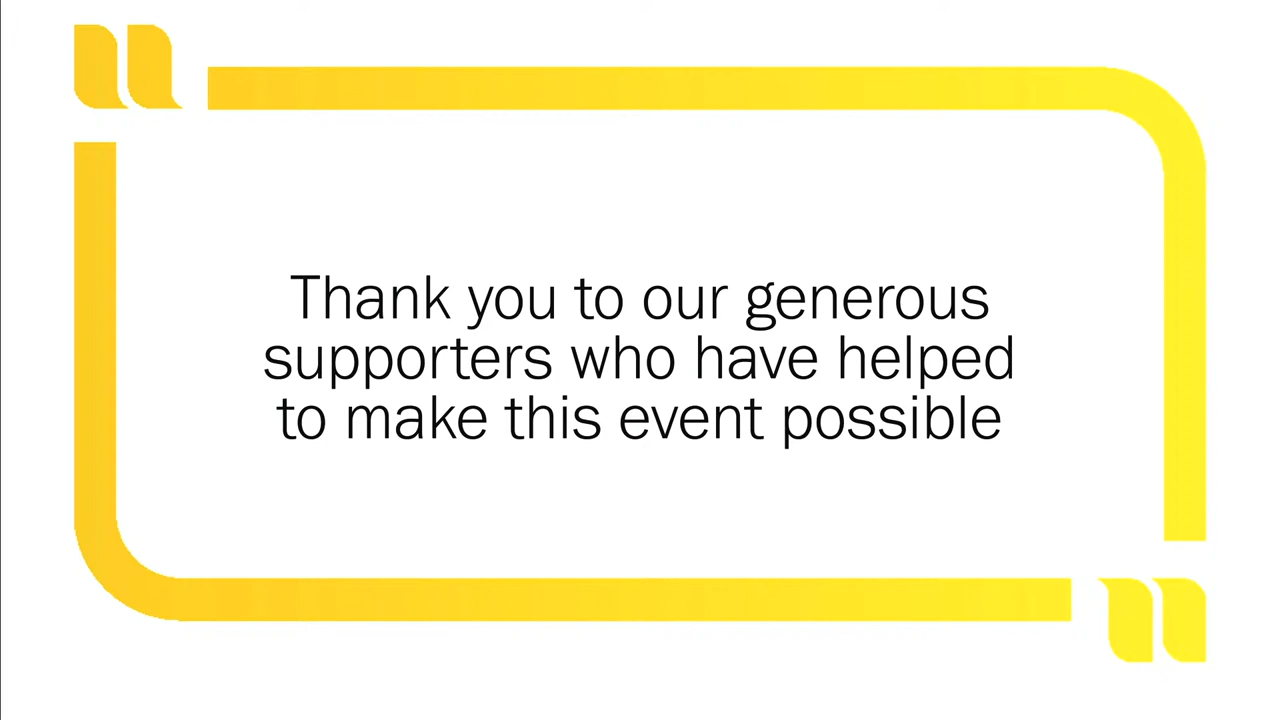 Thank you to our generous
supporters who have helped
to make this event possible